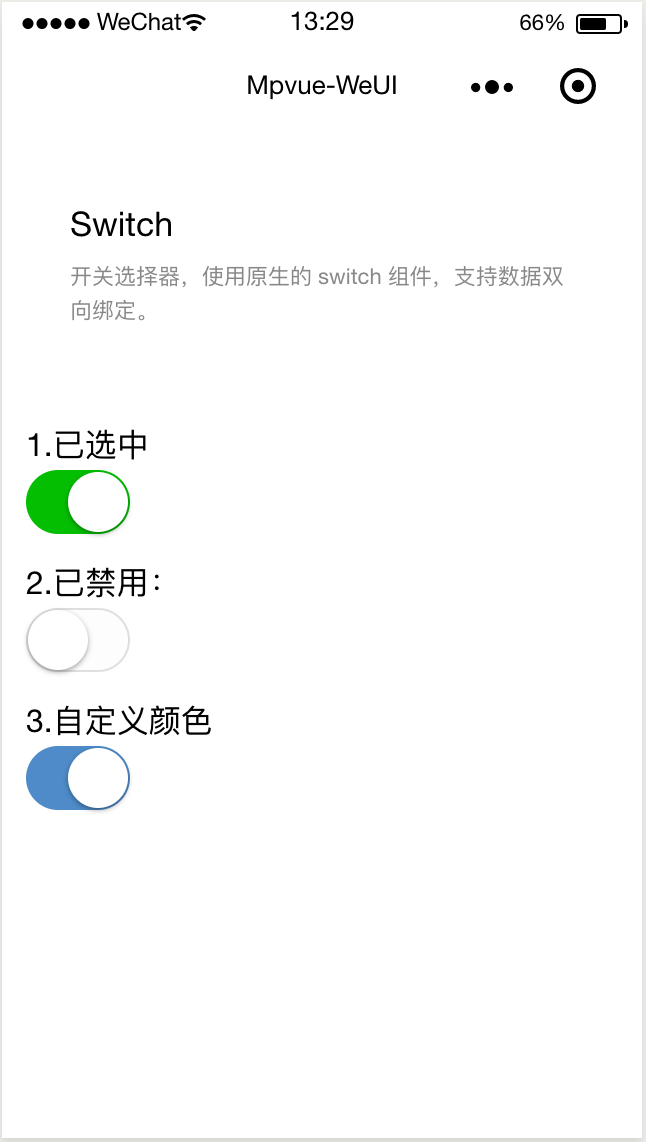 WeChat 13:29 66%
Mpvue-WeUI
Switch
开关选择器，使用原生的 switch 组件，支持数据双
向绑定。
1.已选中
2.已禁用：
3.自定义颜色